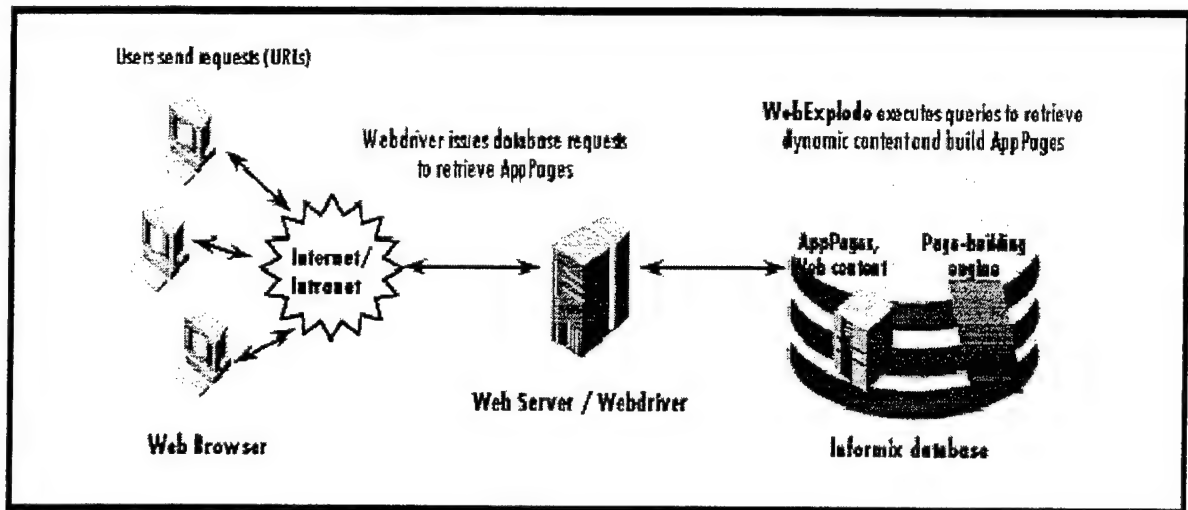 Users send requests (URLs)
WebExplode executes queries to retrieve
dynamic content and build AppPages
Webdriver issues database requests
to retrieve AppPages
AppPages,
Web content
Page-building
engine
Internet/
Intranet
Web Server / Webdriver
Web Browser
Informix database